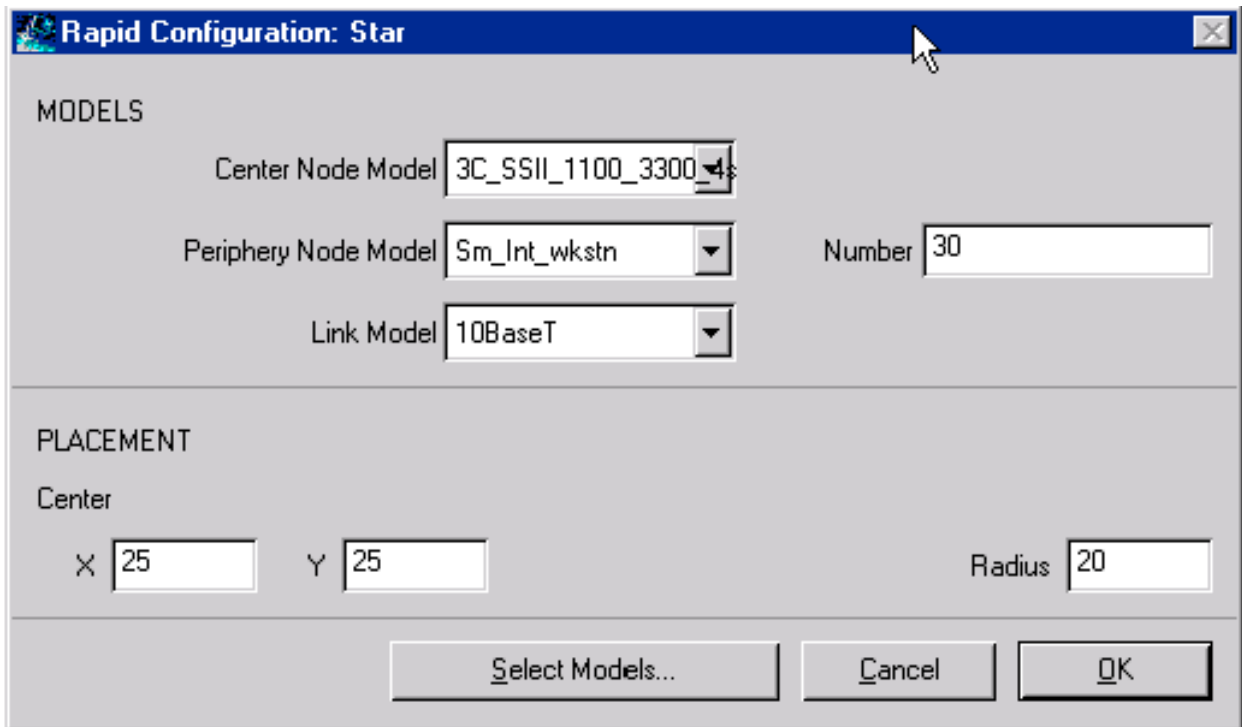 Rapid Configuration: Star
MODELS
Center Node Model 3C_SSII_1100_3300_4s
Periphery Node Model Sm_Int_wkstn Number 30
Link Model 10BaseT
PLACEMENT
Center
X 25 Y 25 Radius 20
Select Models... Cancel OK